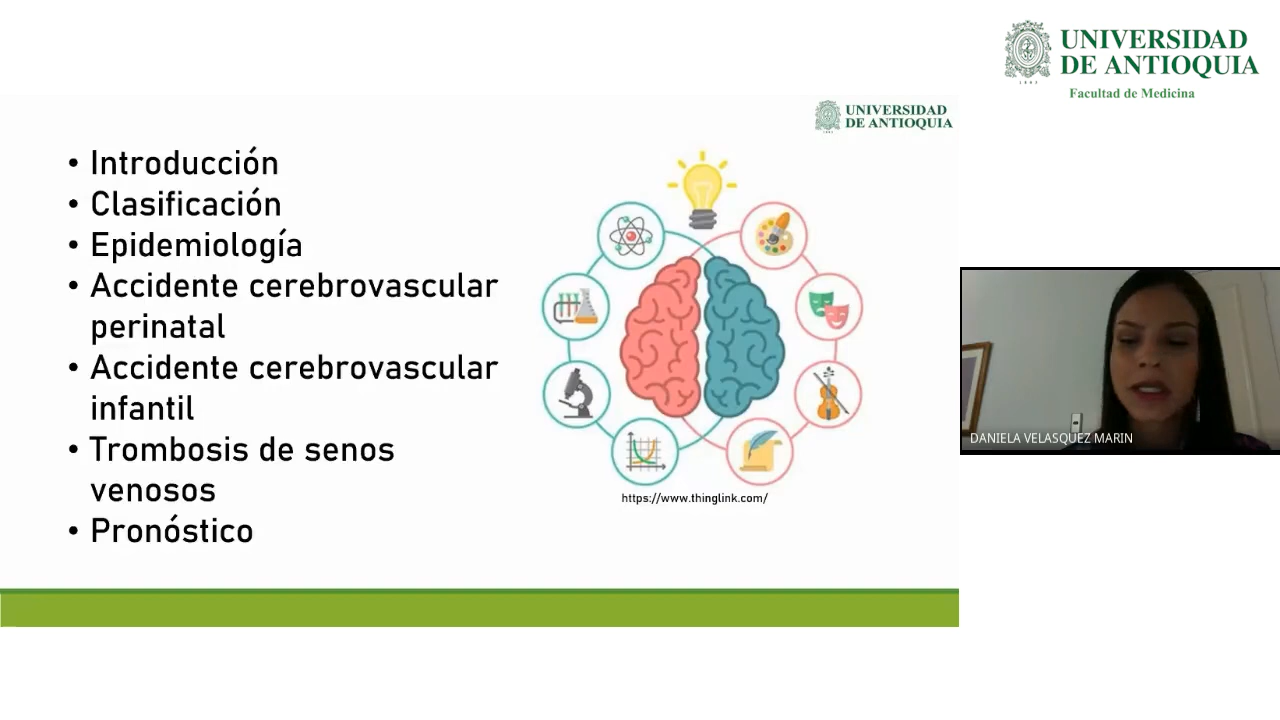 UNIVERSIDAD
DE ANTIOQUIA
1803
Facultad de Medicina
UNIVERSIDAD
DE ANTIOQUIA
• Introducción
• Clasificación
• Epidemiología
• Accidente cerebrovascular
perinatal
• Accidente cerebrovascular
infantil
• Trombosis de senos
venosos
• Pronóstico
https://www.thinglink.com/
DANIELA VELASQUEZ MARIN